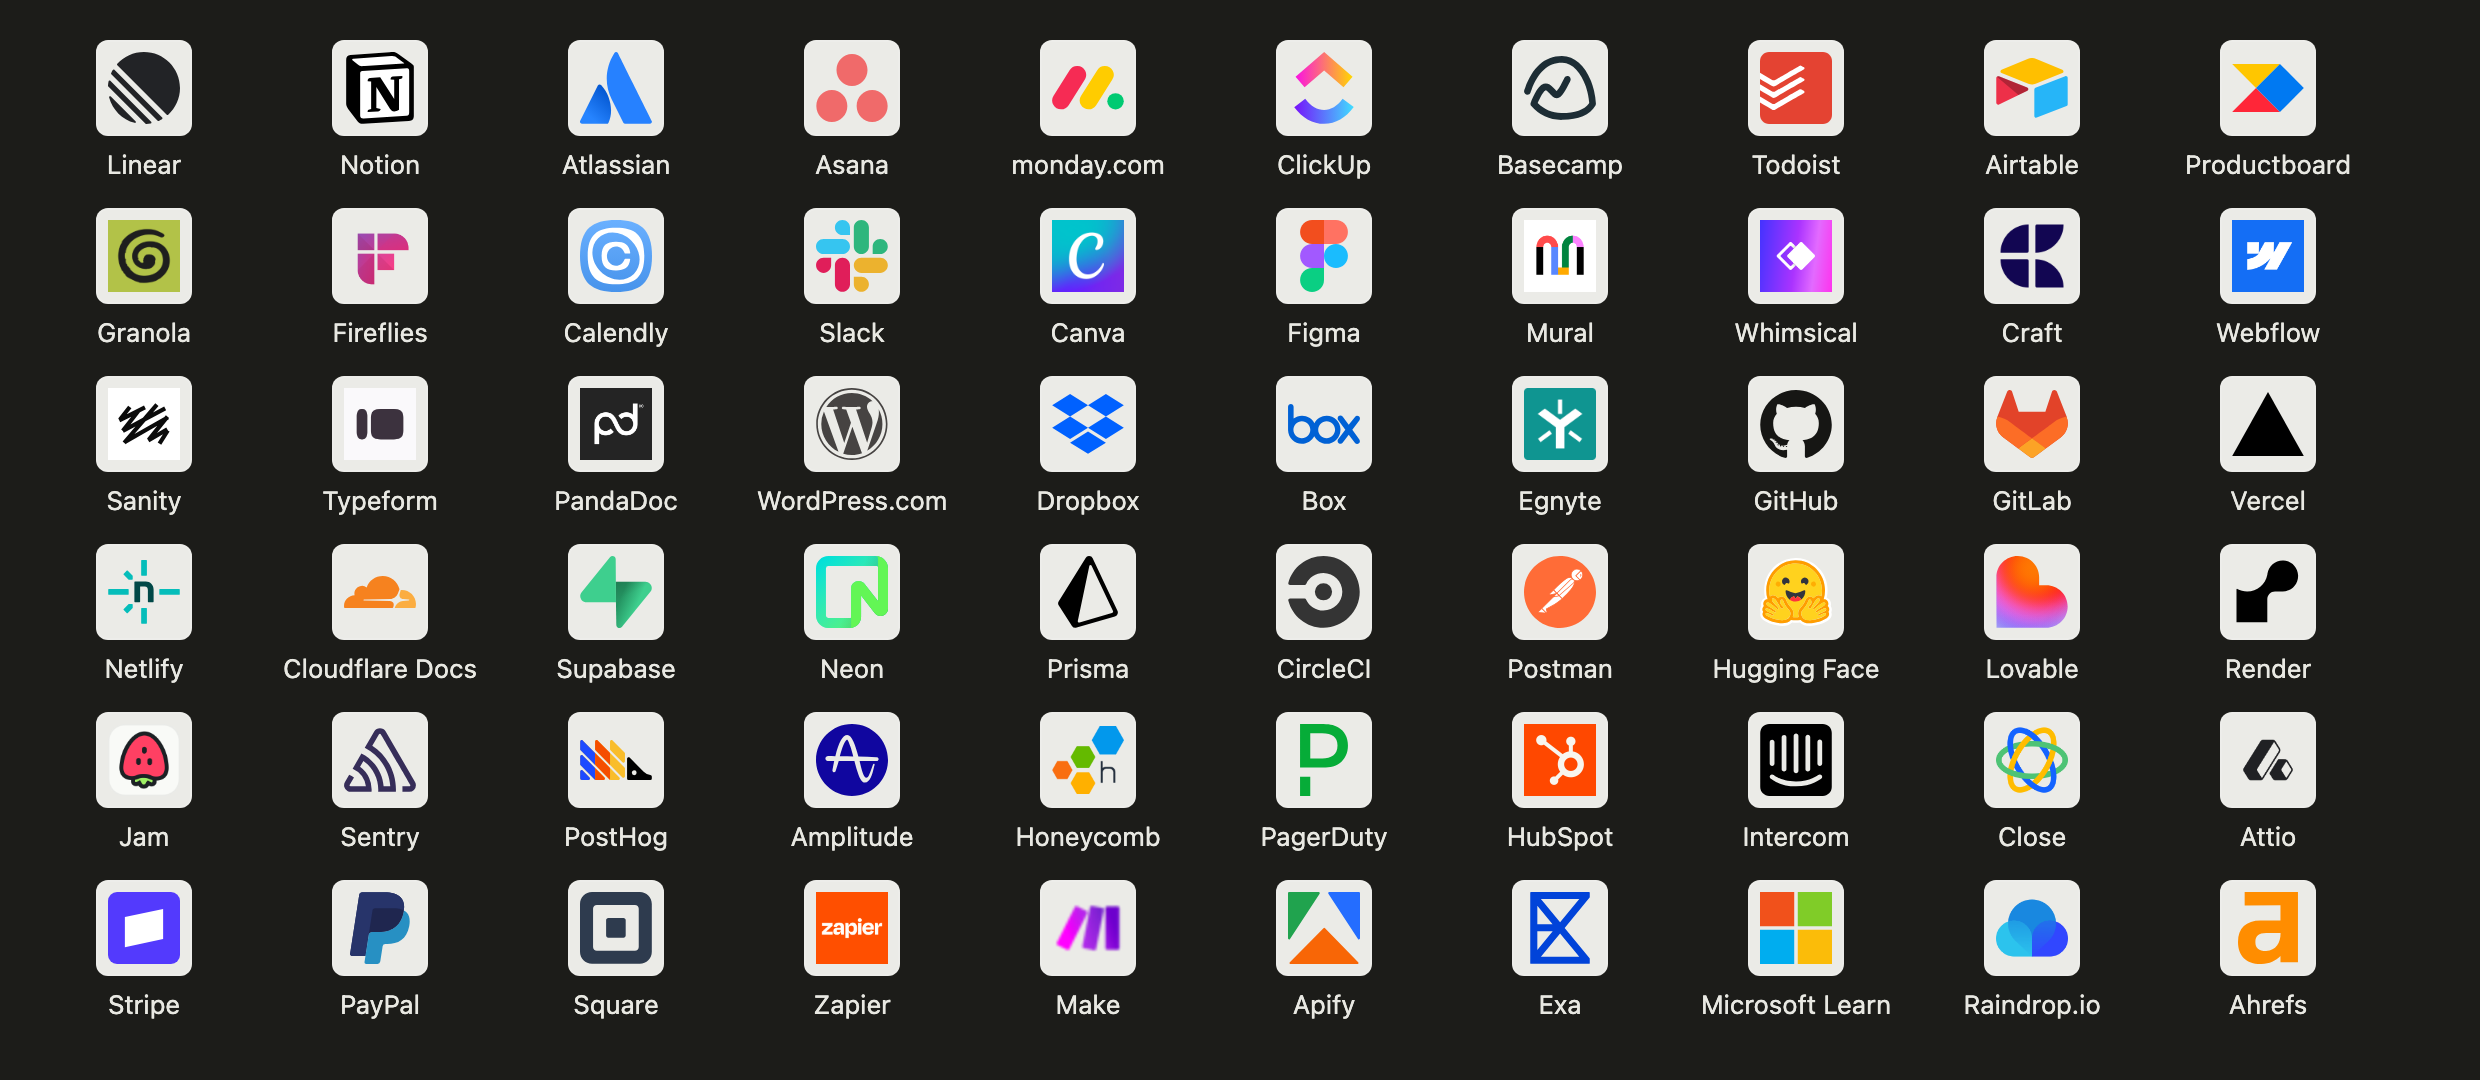 Linear Notion Atlassian Asana monday.com ClickUp Basecamp Todoist Airtable Productboard
Granola Fireflies Calendly Slack Canva Figma Mural Whimsical Craft Webflow
box
Sanity Typeform PandaDoc WordPress.com Dropbox Box Egnyte GitHub GitLab Vercel
Netlify Cloudflare Docs Supabase Neon Prisma CircleCI Postman Hugging Face Lovable Render
Jam Sentry PostHog Amplitude Honeycomb PagerDuty HubSpot Intercom Close Attio
zapier
Stripe PayPal Square Zapier Make Apify Exa Microsoft Learn Raindrop.io Ahrefs